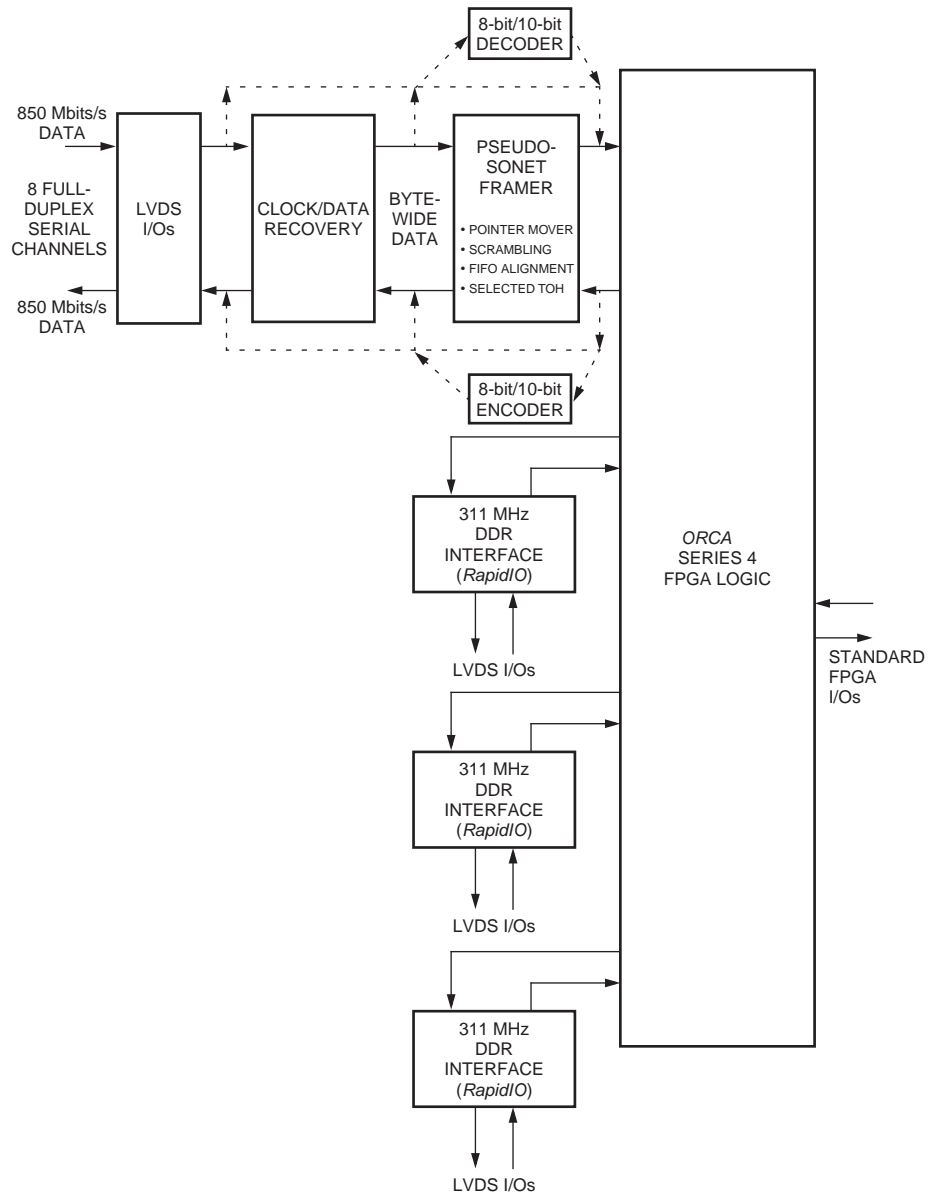 8-bit/10-bit
DECODER
850 Mbits/s
DATA
8 FULL-
DUPLEX
SERIAL
CHANNELS
850 Mbits/s
DATA
LVDS
I/Os
CLOCK/DATA
RECOVERY
BYTE-
WIDE
DATA
PSEUDO-
SONET
FRAMER
• POINTER MOVER
• SCRAMBLING
• FIFO ALIGNMENT
• SELECTED TOH
8-bit/10-bit
ENCODER
311 MHz
DDR
INTERFACE
(RapidIO)
LVDS I/Os
ORCA
SERIES 4
FPGA LOGIC
STANDARD
FPGA
I/Os
311 MHz
DDR
INTERFACE
(RapidIO)
LVDS I/Os
311 MHz
DDR
INTERFACE
(RapidIO)
LVDS I/Os